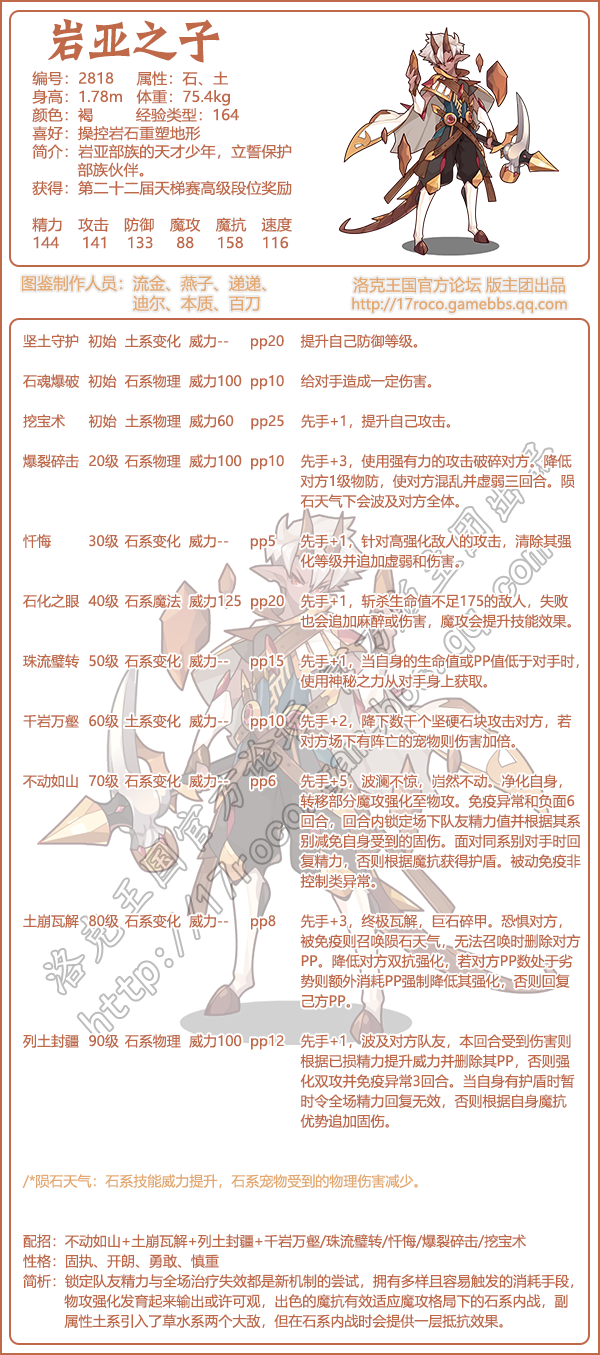 岩亚之子
编号：2818 属性：石、土
身高：1.78m 体重：75.4kg
颜色：褐 经验类型：164
喜好：操控岩石重塑地形
简介：岩亚部族的天才少年，立誓保护
部族伙伴。
获得：第二十二届天梯赛高级段位奖励
精力 攻击 防御 魔攻 魔抗 速度
144 141 133 88 158 116
图鉴制作人员：流金、燕子、递递、
迪尔、本质、百刀
洛克王国官方论坛 版主团出品
http://17roco.gamebbs.qq.com
坚土守护 初始 土系变化 威力-- pp20 提升自己防御等级。
石魂爆破 初始 石系物理 威力100 pp10 给对手造成一定伤害。
挖宝术 初始 土系物理 威力60 pp25 先手+1，提升自己攻击。
爆裂碎击 20级 石系物理 威力100 pp10 先手+3，使用强有力的攻击破碎对方。降低
对方1级物防，使对方混乱并虚弱三回合。陨
石天气下会波及对方全体。
忏悔 30级 石系变化 威力-- pp5 先手+1，针对高强化敌人的攻击，清除其强
化等级并追加虚弱和伤害。
石化之眼 40级 石系魔法 威力125 pp20 先手+1，斩杀生命值不足175的敌人，失败
也会追加麻醉或伤害，魔攻会提升技能效果。
珠流璧转 50级 石系变化 威力-- pp15 先手+1，当自身的生命值或PP值低于对手时，
使用神秘之力从对手身上获取。
千岩万壑 60级 土系变化 威力-- pp10 先手+2，降下数千个坚硬石块攻击对方，若
对方场下有阵亡的宠物则伤害加倍。
不动如山 70级 石系变化 威力-- pp6 先手+5，波澜不惊，岿然不动。净化自身，
转移部分魔攻强化至物攻。免疫异常和负面6
回合，回合内锁定场下队友精力值并根据其系
别减免自身受到的固伤。面对同系别对手时回
复精力，否则根据魔抗获得护盾。被动免疫非
控制类异常。
土崩瓦解 80级 石系变化 威力-- pp8 先手+3，终极瓦解，巨石碎甲。恐惧对方，
被免疫则召唤陨石天气，无法召唤时删除对方
PP。降低对方双抗强化，若对方PP数处于劣
势则额外消耗PP强制降低其强化，否则回复
己方PP。
列土封疆 90级 石系物理 威力100 pp12 先手+1，波及对方队友，本回合受到伤害则
根据已损精力提升威力并删除其PP，否则强
化双攻并免疫异常3回合。当自身有护盾时暂
时令全场精力回复无效，否则根据自身魔抗
优势追加固伤。
/*陨石天气：石系技能威力提升，石系宠物受到的物理伤害减少。
配招：不动如山+土崩瓦解+列土封疆+千岩万壑/珠流璧转/忏悔/爆裂碎击/挖宝术
性格：固执、开朗、勇敢、慎重
简析：锁定队友精力与全场治疗失效都是新机制的尝试，拥有多样且容易触发的消耗手段，
物攻强化发育起来输出或许可观，出色的魔抗有效适应魔攻格局下的石系内战，副
属性土系引入了草水系两个大敌，但在石系内战时会提供一层抵抗效果。
洛克王国官方论坛版主团出品
http://17roco.gamebbs.qq.com